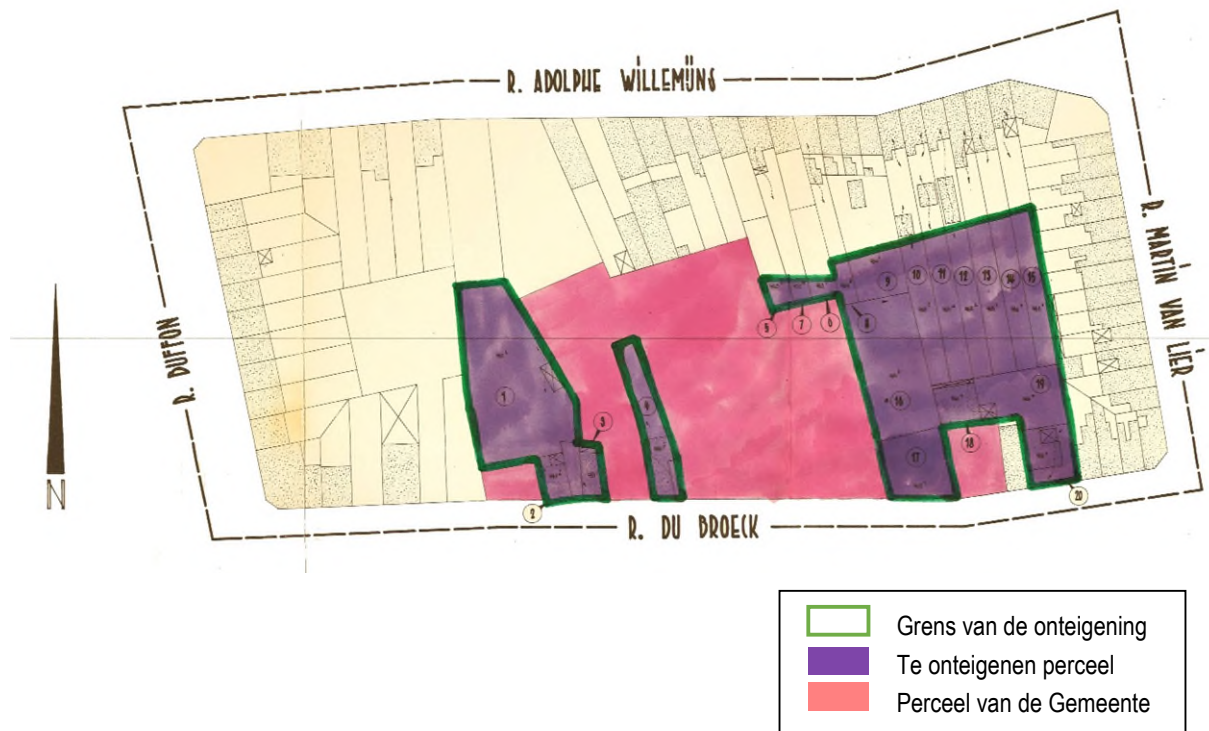 R. ADOLPHE WILLEMIJNS
R. DUFFON
R. MARTIN VAN LIER
R. DU BROECK
N
1
2
3
4
5
7
6
8
9
10
11
12
13
14
15
16
17
18
19
20
Grens van de onteigening
Te onteigenen perceel
Perceel van de Gemeente